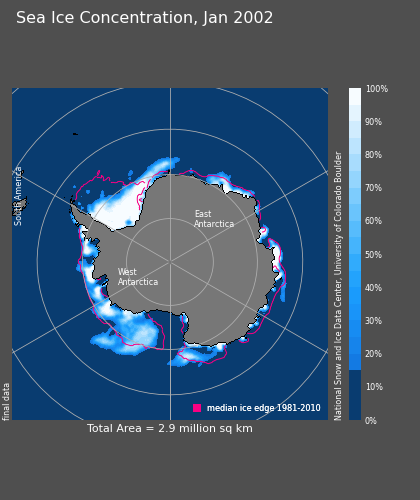 Sea Ice Concentration, Jan 2002
South America
East
Antarctica
West
Antarctica
final data
median ice edge 1981-2010
Total Area = 2.9 million sq km
National Snow and Ice Data Center, University of Colorado Boulder
100%
90%
80%
70%
60%
50%
40%
30%
20%
10%
0%